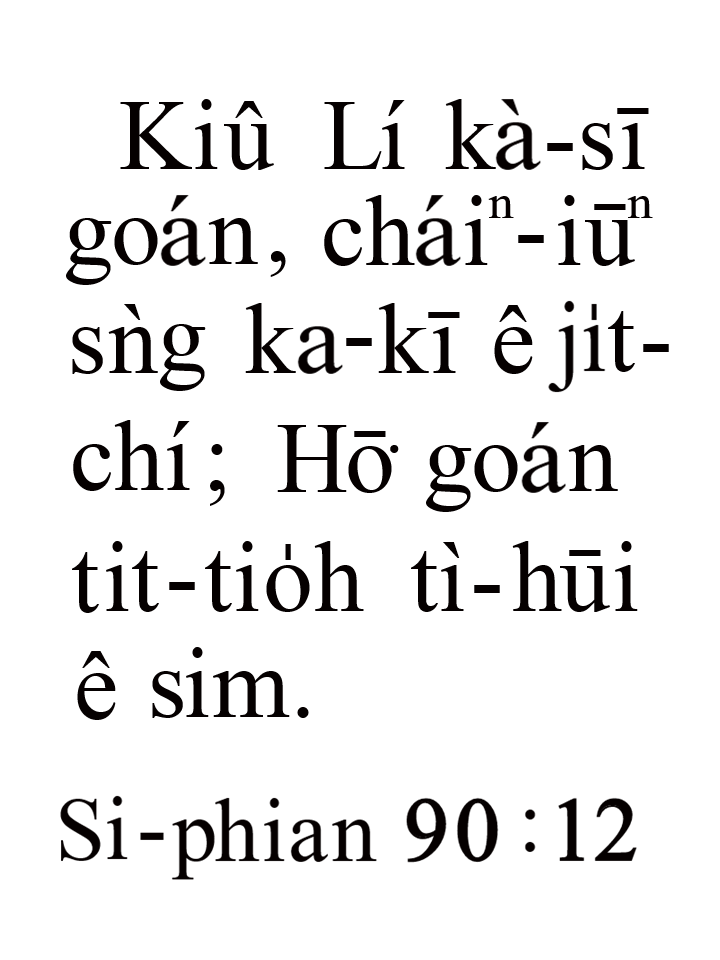 Kiû Lí kà-sī
goán, cháiⁿ-iūⁿ
sǹg ka-kī ê ji̍t-
chí; Hō͘ goán
tit-tio̍h tì-hūi
ê sim.
Si-phian 90:12